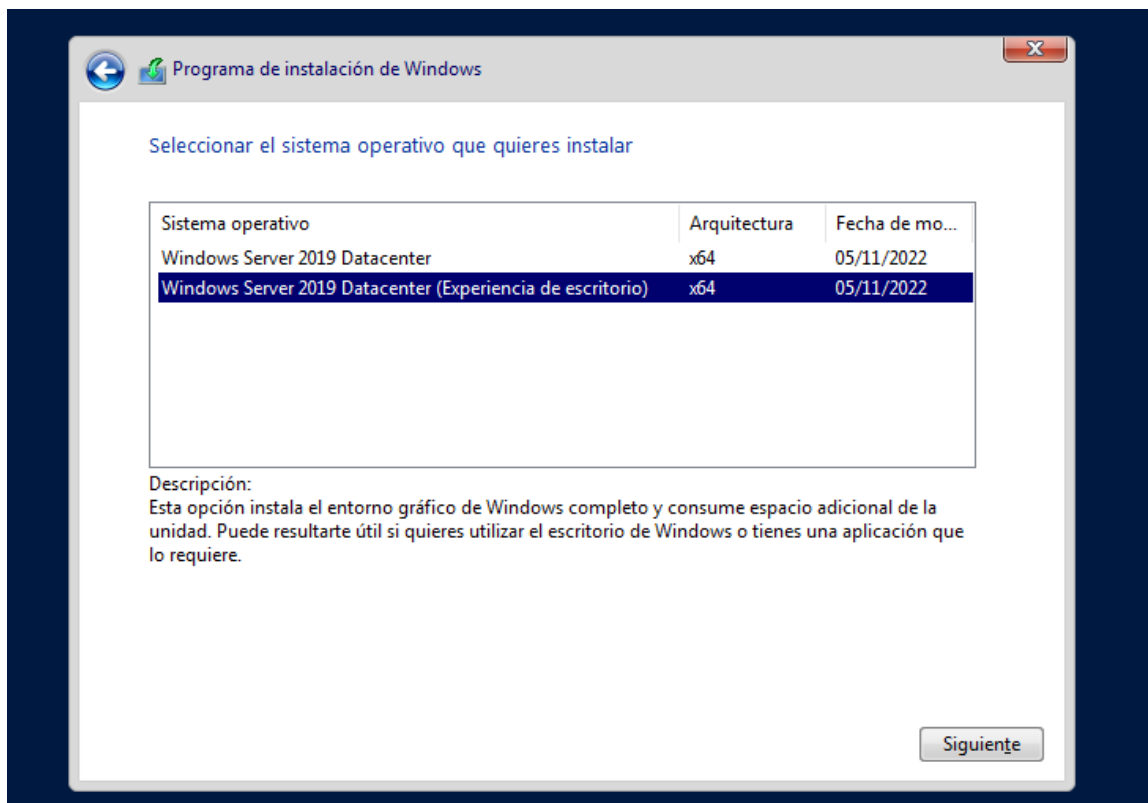 Programa de instalación de Windows
Seleccionar el sistema operativo que quieres instalar
Sistema operativo Arquitectura Fecha de mo...
Windows Server 2019 Datacenter x64 05/11/2022
Windows Server 2019 Datacenter (Experiencia de escritorio) x64 05/11/2022
Descripción:
Esta opción instala el entorno gráfico de Windows completo y consume espacio adicional de la
unidad. Puede resultarte útil si quieres utilizar el escritorio de Windows o tienes una aplicación que
lo requiere.
Siguiente